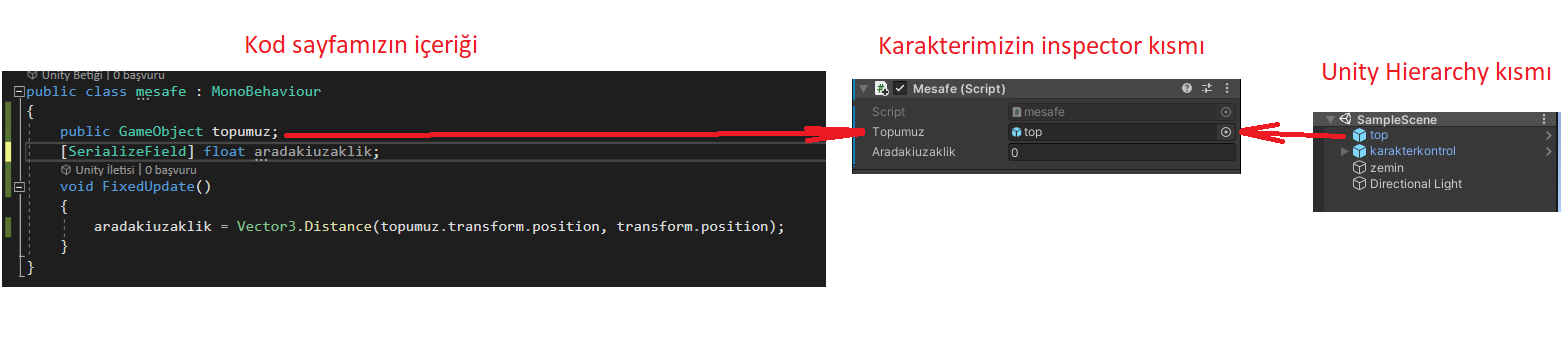 Kod sayfamızın içeriği
Karakterimizin inspector kısmı
Unity Hierarchy kısmı
Unity Betiği | 0 başvuru
public class mesafe : MonoBehaviour
{
public GameObject topumuz;
[SerializeField] float aradakiuzaklik;
Unity İletisi | 0 başvuru
void FixedUpdate()
{
aradakiuzaklik = Vector3.Distance(topumuz.transform.position, transform.position);
}
}
Mesafe (Script)
Script mesafe
Topumuz top
Aradakiuzaklik 0
SampleScene
top
karakterkontrol
zemin
Directional Light